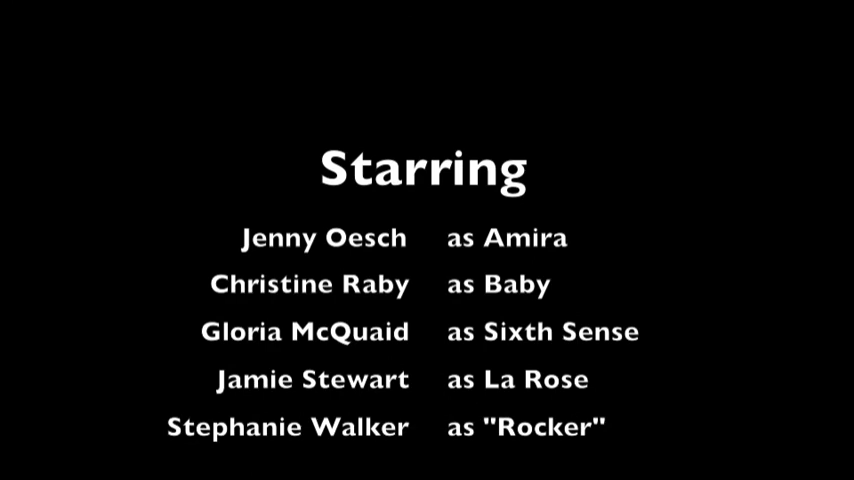 Starring
Jenny Oesch as Amira
Christine Raby as Baby
Gloria McQuaid as Sixth Sense
Jamie Stewart as La Rose
Stephanie Walker as "Rocker"